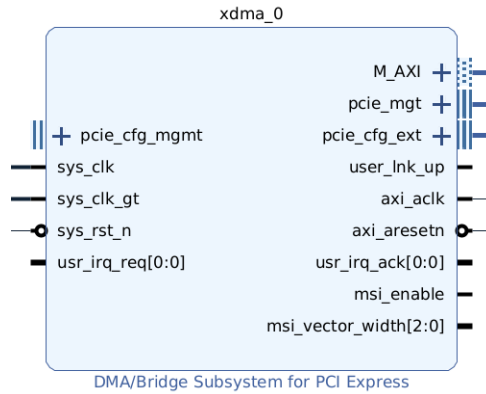 xdma_0
M_AXI
pcie_mgt
pcie_cfg_mgmt
pcie_cfg_ext
sys_clk
user_lnk_up
sys_clk_gt
axi_aclk
sys_rst_n
axi_aresetn
usr_irq_req[0:0]
usr_irq_ack[0:0]
msi_enable
msi_vector_width[2:0]
DMA/Bridge Subsystem for PCI Express